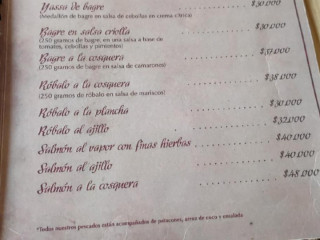 Yassa de bagre $30.000
(Medallón de bagre en salsa de cebollas en crema cítrica)
Bagre en salsa criolla $30.000
(250 gramos de bagre, en una salsa a base de
tomates, cebollas y pimentos)
Bagre a la cosquera
(250 gramos de bagre en salsa de camarones)
Róbalo a la cosquera $38.000
(250 gramos de róbalo en salsa de mariscos)
Róbalo a la plancha $30.000
Róbalo al ajillo $32.000
Salmón al vapor con finas hierbas $40.000
Salmón al ajillo $40.000
Salmón a la cosquera $48.000
*Todos nuestros pescados están acompañados de patacones, arroz de coco y ensalada